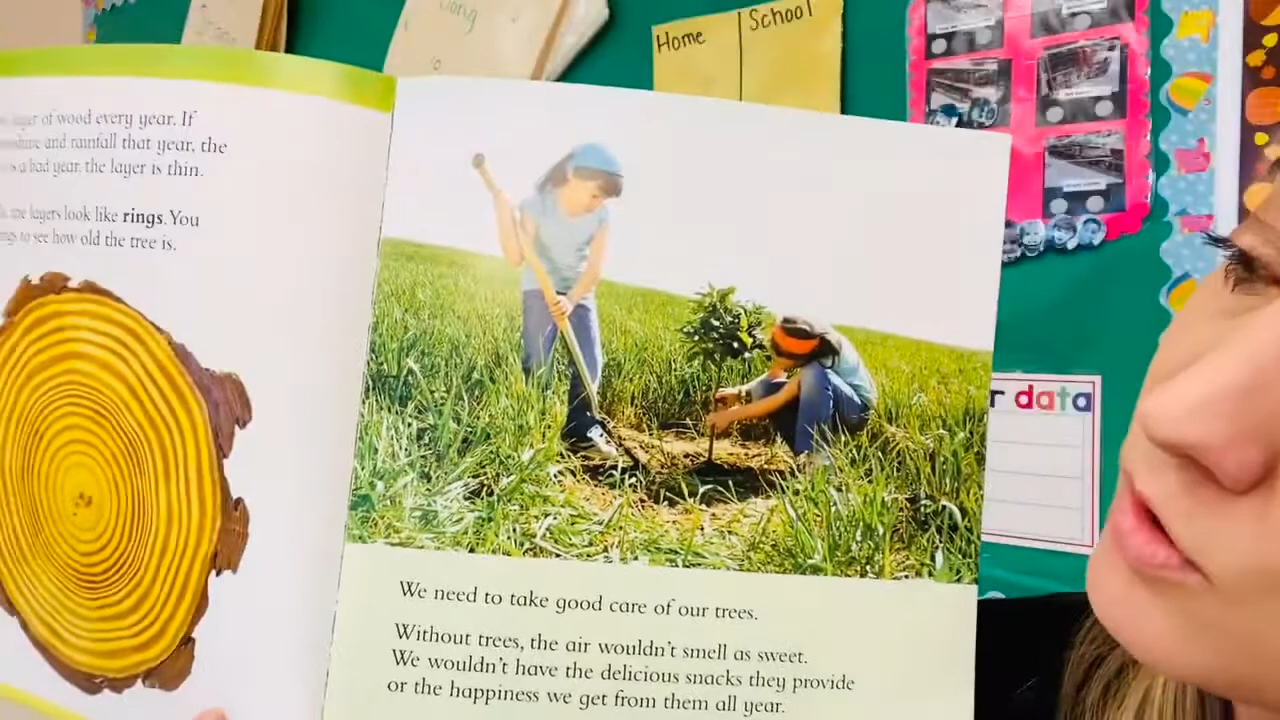 Home
School
er of wood every year. If
and rainfall that year, the
is a bad year, the layer is thin.
layers look like rings. You
to see how old the tree is.
r data
We need to take good care of our trees.
Without trees, the air wouldn't smell as sweet.
We wouldn't have the delicious snacks they provide
or the happiness we get from them all year.